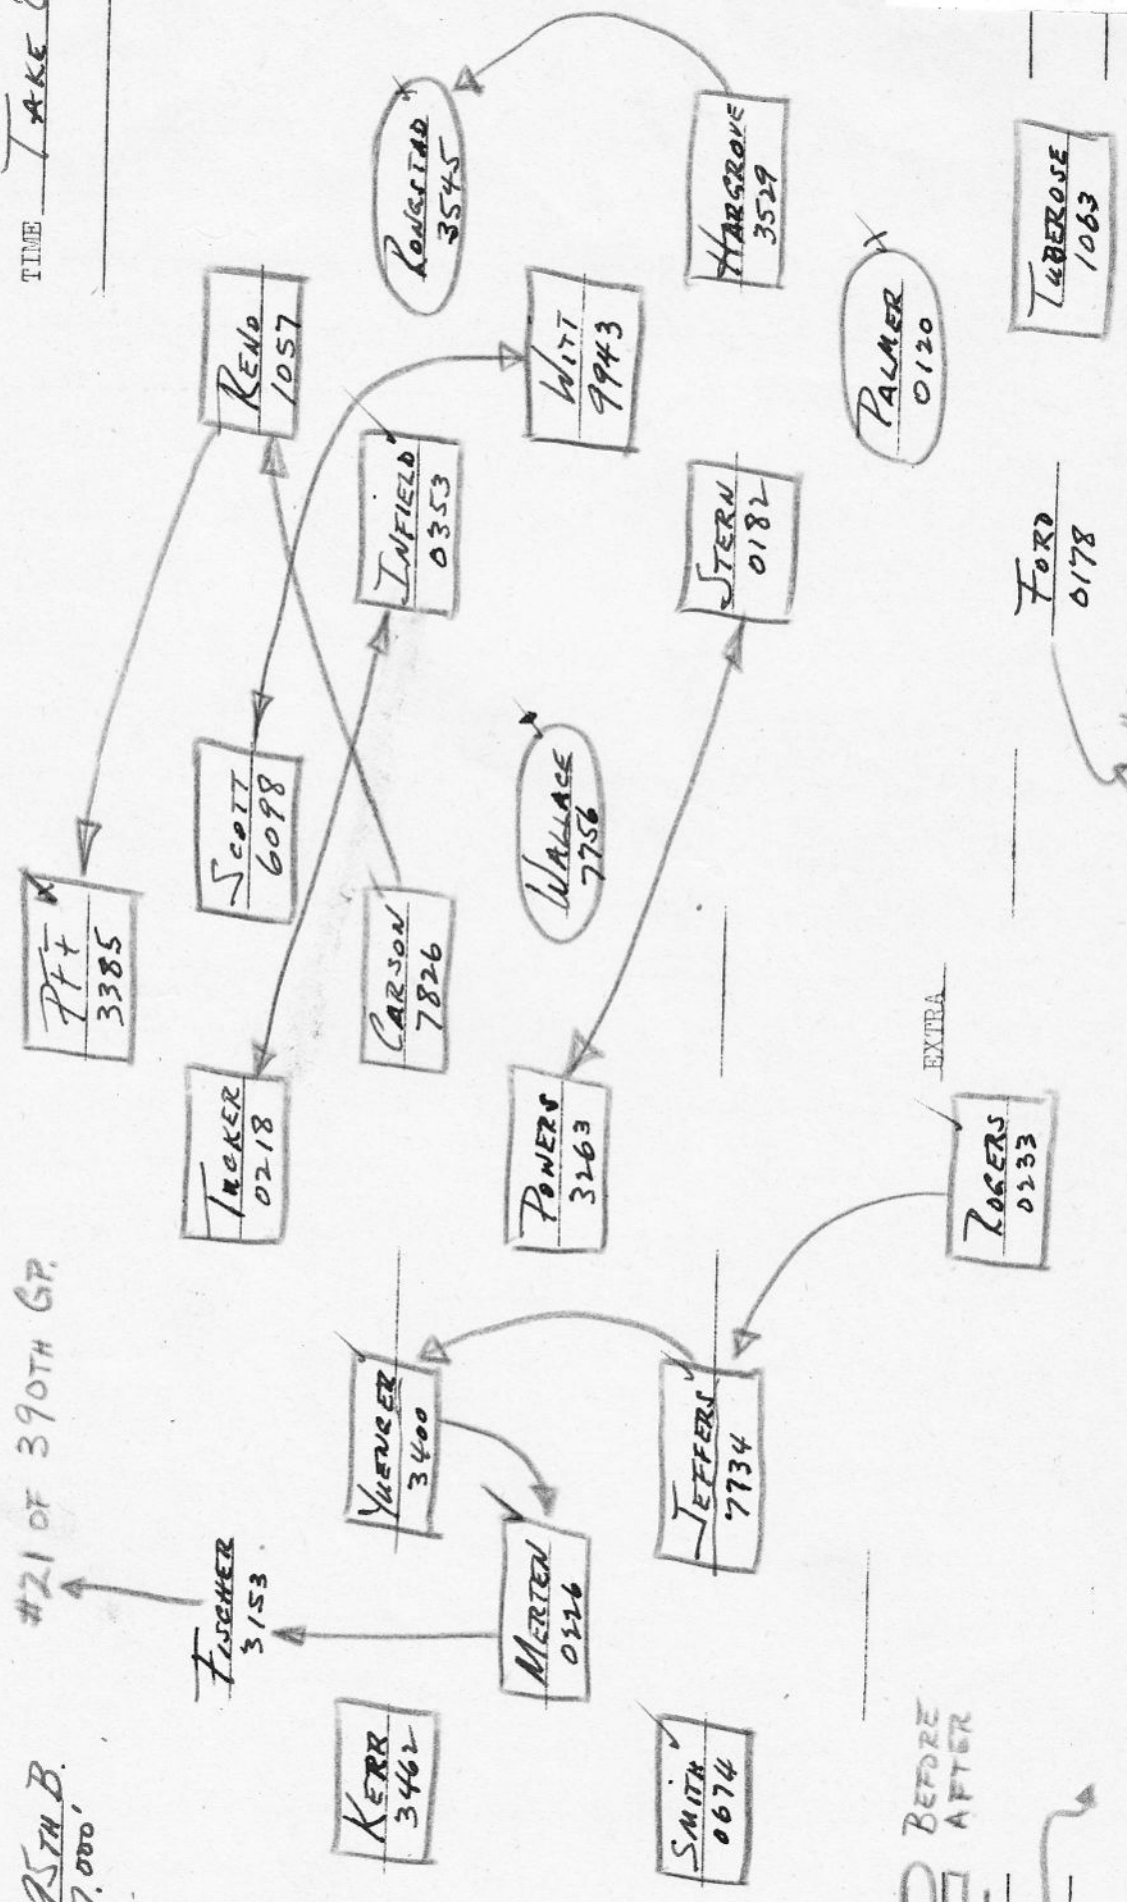 95TH B.
#21 OF 390TH GP.
TIME
3385
FISCHER
3153
TUCKER
0218
SCOTT
6098
RENO
1057
KERR
3462
YUENGER
3400
CARSON
7826
INFIELD
0353
RONGSTAD
3545
MERTEN
0226
POWERS
3263
WALLACE
7756
WITT
9943
SMITH
0674
JEFFERS
7734
STERN
0182
HARGROVE
3529
PALMER
0120
BEFORE
AFTER
EXTRA
ROGERS
0233
FORD
0178
TUBEROSE
1063